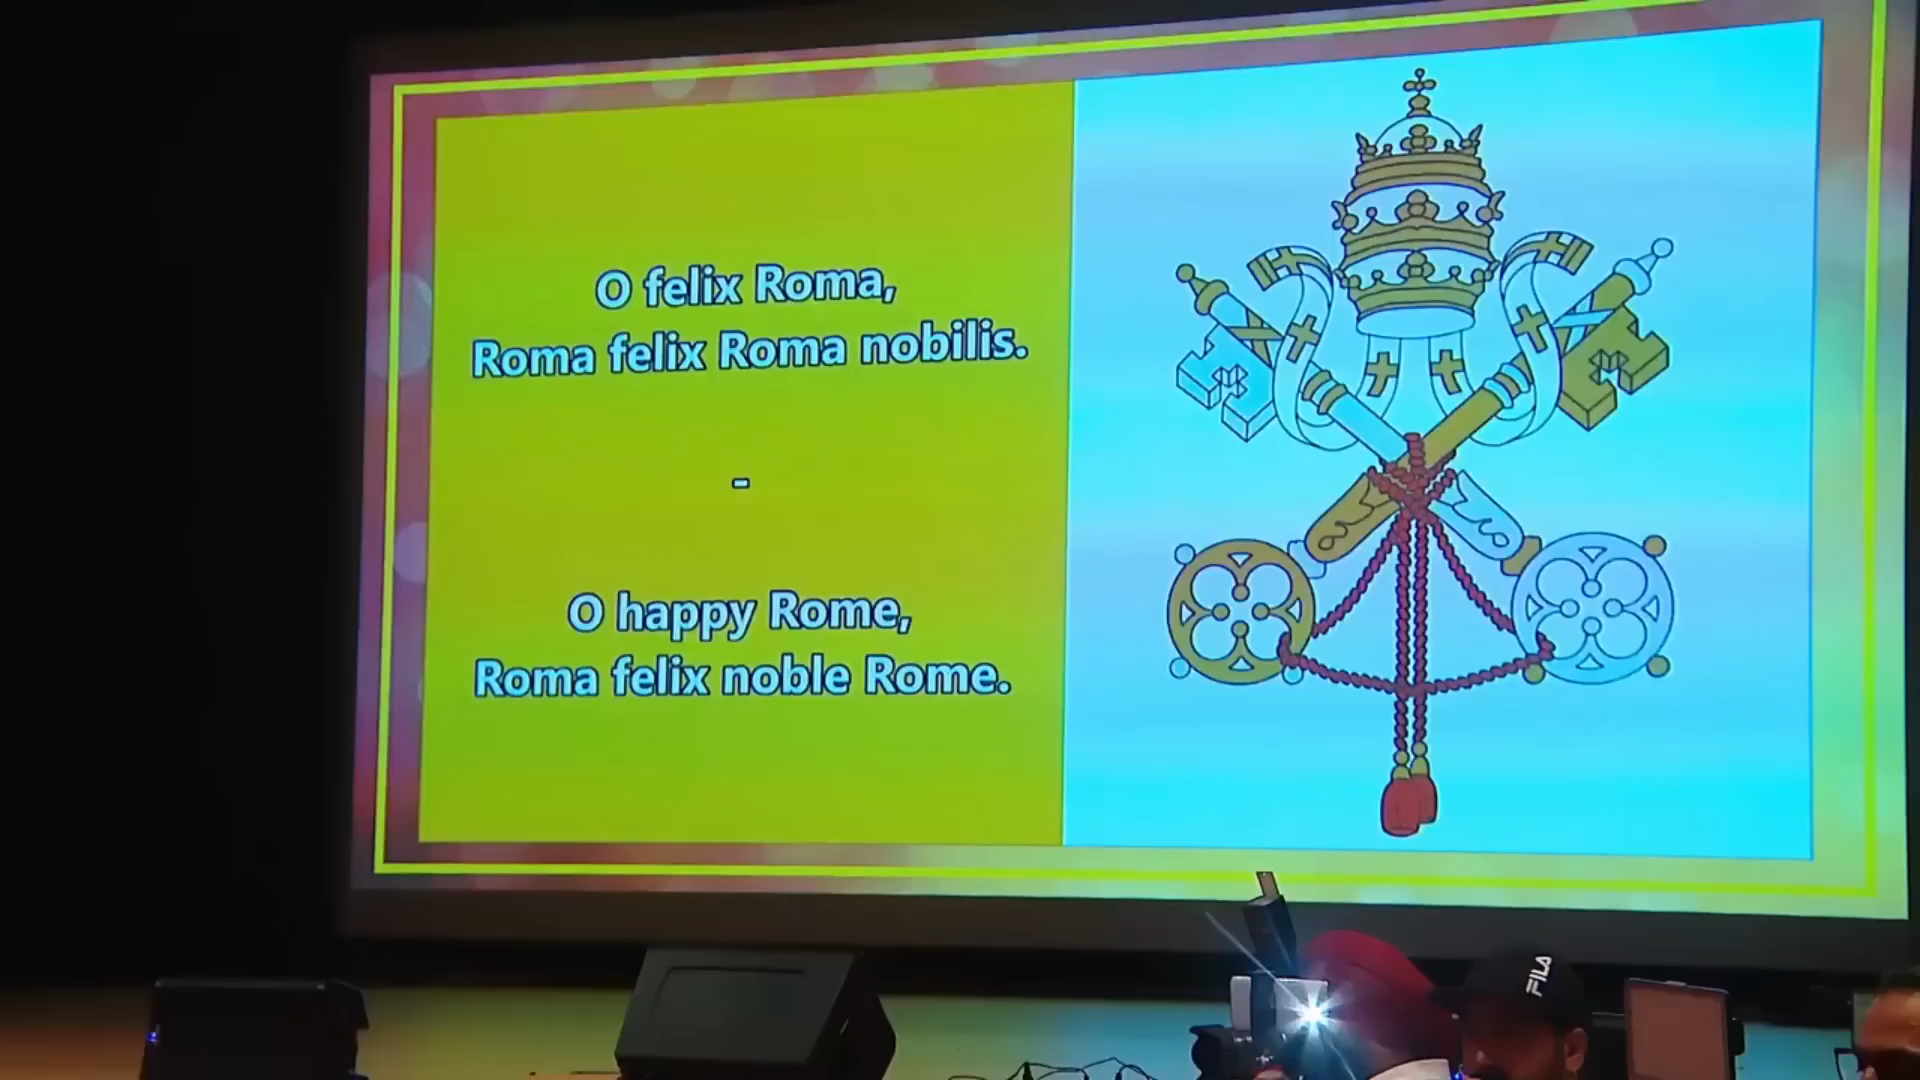 O felix Roma,
Roma felix Roma nobilis.
-
O happy Rome,
Roma felix noble Rome.
FILA